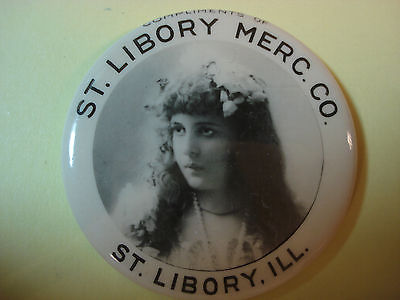 COMPLIMENTS OF
ST. LIBORY MERC. CO.
ST. LIBORY, ILL.